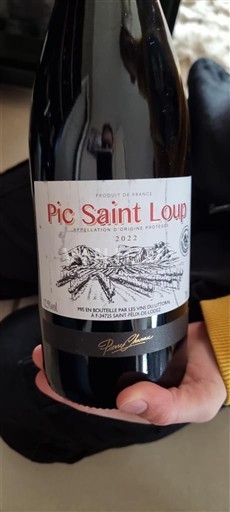 PRODUIT DE FRANCE
Pic Saint Loup
APPELLATION D'ORIGINE PROTÉGÉE
2022
MIS EN BOUTEILLE PAR LES VINS DU LITTORAL
A F-34725 SAINT-FÉLIX-DE-LODEZ